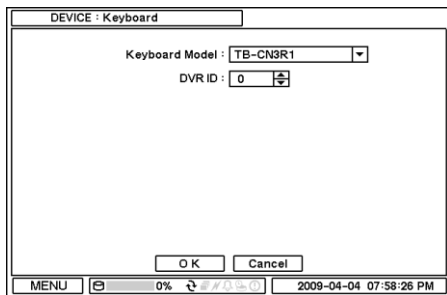 DEVICE : Keyboard
Keyboard Model : TB-CN3R1
DVR ID : 0
OK Cancel
MENU 0% 2009-04-04 07:58:26 PM